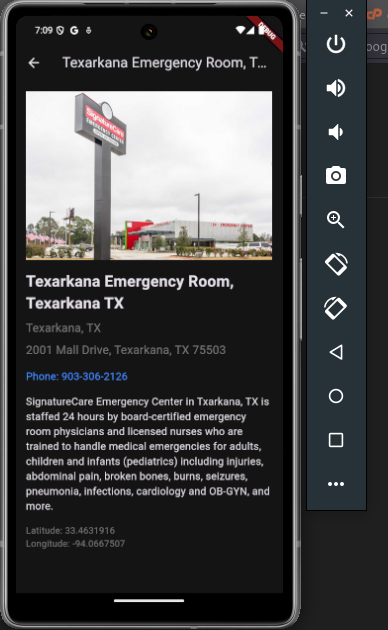 7:09
DEBUG
Texarkana Emergency Room, T...
SignatureCare
EMERGENCY CENTER
Texarkana Emergency Room,
Texarkana TX
Texarkana, TX
2001 Mall Drive, Texarkana, TX 75503
Phone: 903-306-2126
SignatureCare Emergency Center in Txarkana, TX is
staffed 24 hours by board-certified emergency
room physicians and licensed nurses who are
trained to handle medical emergencies for adults,
children and infants (pediatrics) including injuries,
abdominal pain, broken bones, burns, seizures,
pneumonia, infections, cardiology and OB-GYN, and
more.
Latitude: 33.4631916
Longitude: -94.0667507